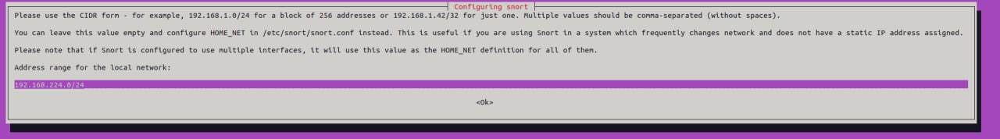 Configuring snort
Please use the CIDR form - for example, 192.168.1.0/24 for a block of 256 addresses or 192.168.1.42/32 for just one. Multiple values should be comma-separated (without spaces).
You can leave this value empty and configure HOME_NET in /etc/snort/snort.conf instead. This is useful if you are using Snort in a system which frequently changes network and does not have a static IP address assigned.
Please note that if Snort is configured to use multiple interfaces, it will use this value as the HOME_NET definition for all of them.
Address range for the local network:
192.168.224.0/24
<Ok>